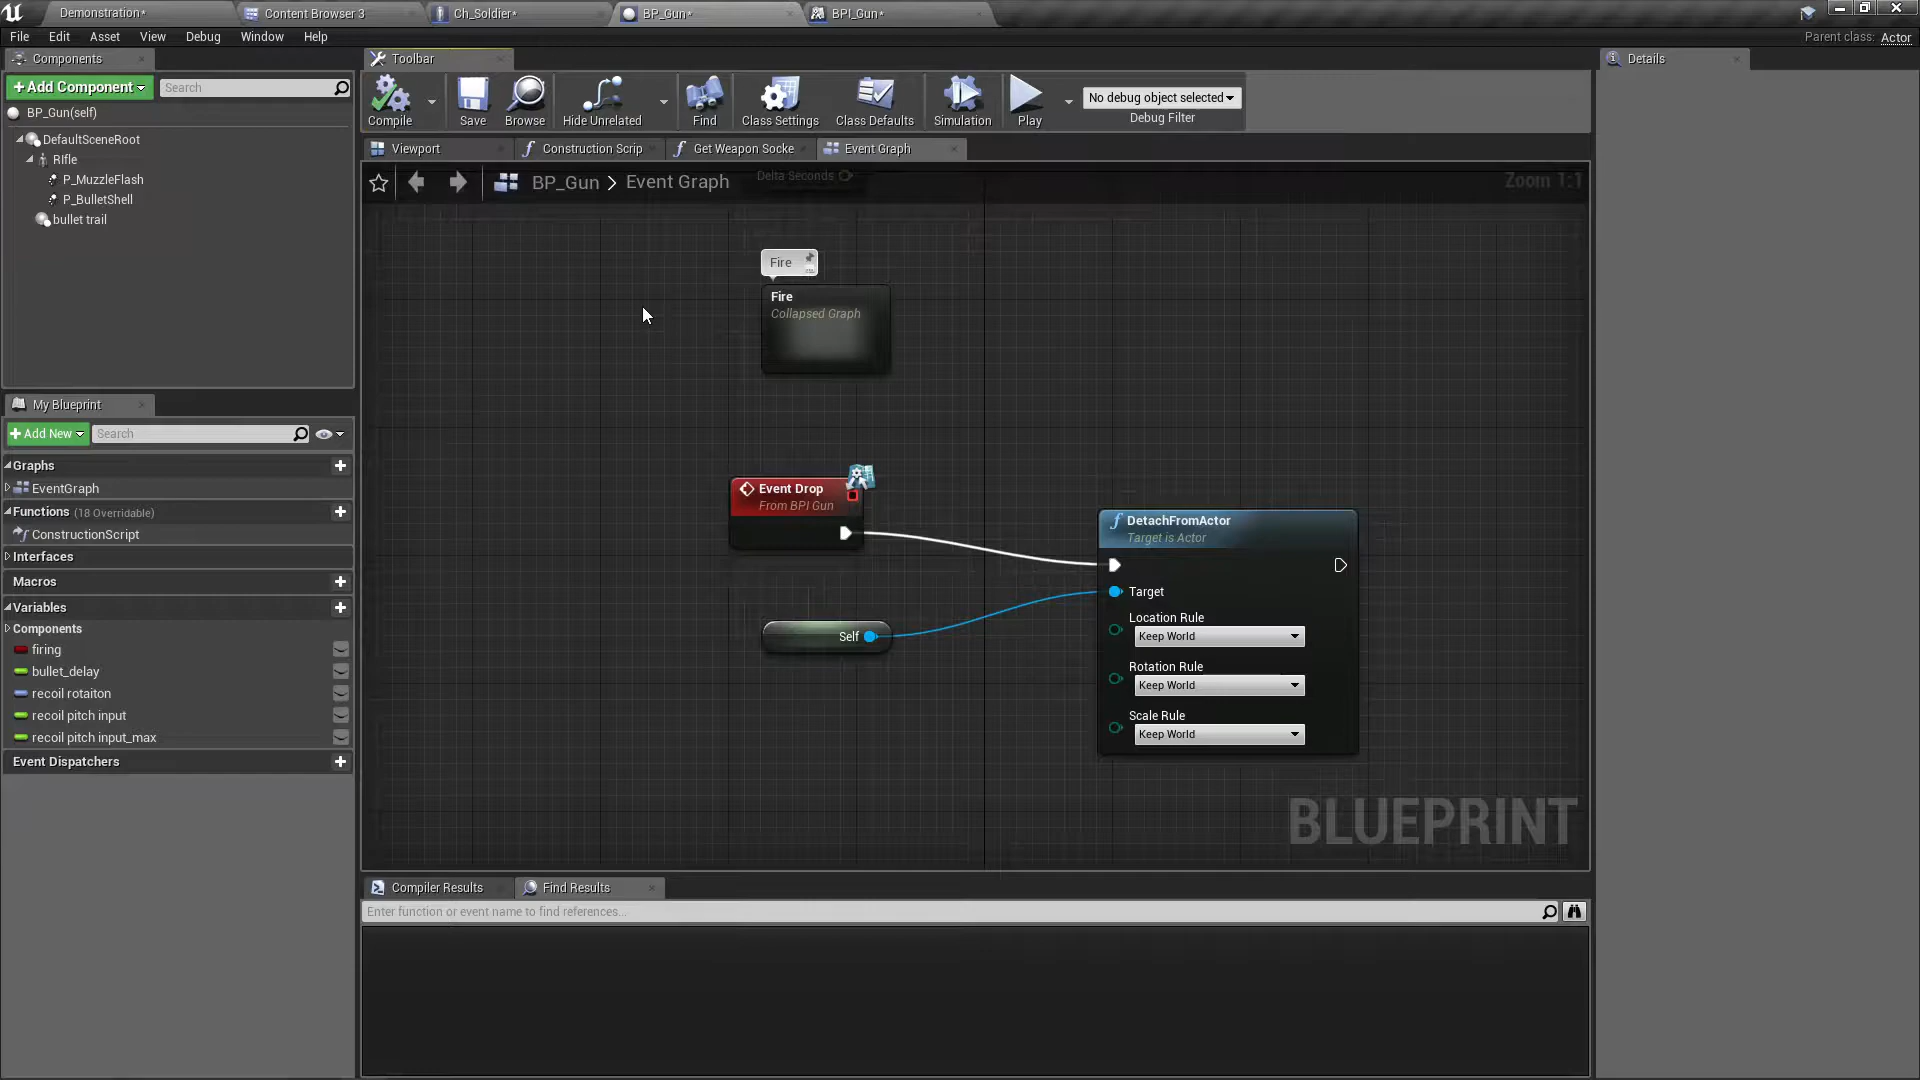 Demonstration*
Content Browser 3
Ch_Soldier*
BP_Gun*
BPI_Gun*
File Edit Asset View Debug Window Help
Parent class: Actor
Components
Toolbar
Details
+Add Component
Search
Compile
Save
Browse
Hide Unrelated
Find
Class Settings
Class Defaults
Simulation
Play
No debug object selected
Debug Filter
BP_Gun(self)
DefaultSceneRoot
RIfle
P_MuzzleFlash
P_BulletShell
bullet trail
Viewport
Construction Scrip
Get Weapon Socke
Event Graph
BP_Gun > Event Graph
Delta Seconds
Zoom 1:1
Fire
Fire
Collapsed Graph
My Blueprint
+Add New
Search
Graphs
EventGraph
Functions (18 Overridable)
ConstructionScript
Interfaces
Macros
Variables
Components
firing
bullet_delay
recoil rotaiton
recoil pitch input
recoil pitch input_max
Event Dispatchers
Event Drop
From BPI Gun
Self
DetachFromActor
Target is Actor
Target
Location Rule
Keep World
Rotation Rule
Keep World
Scale Rule
Keep World
BLUEPRINT
Compiler Results
Find Results
Enter function or event name to find references...